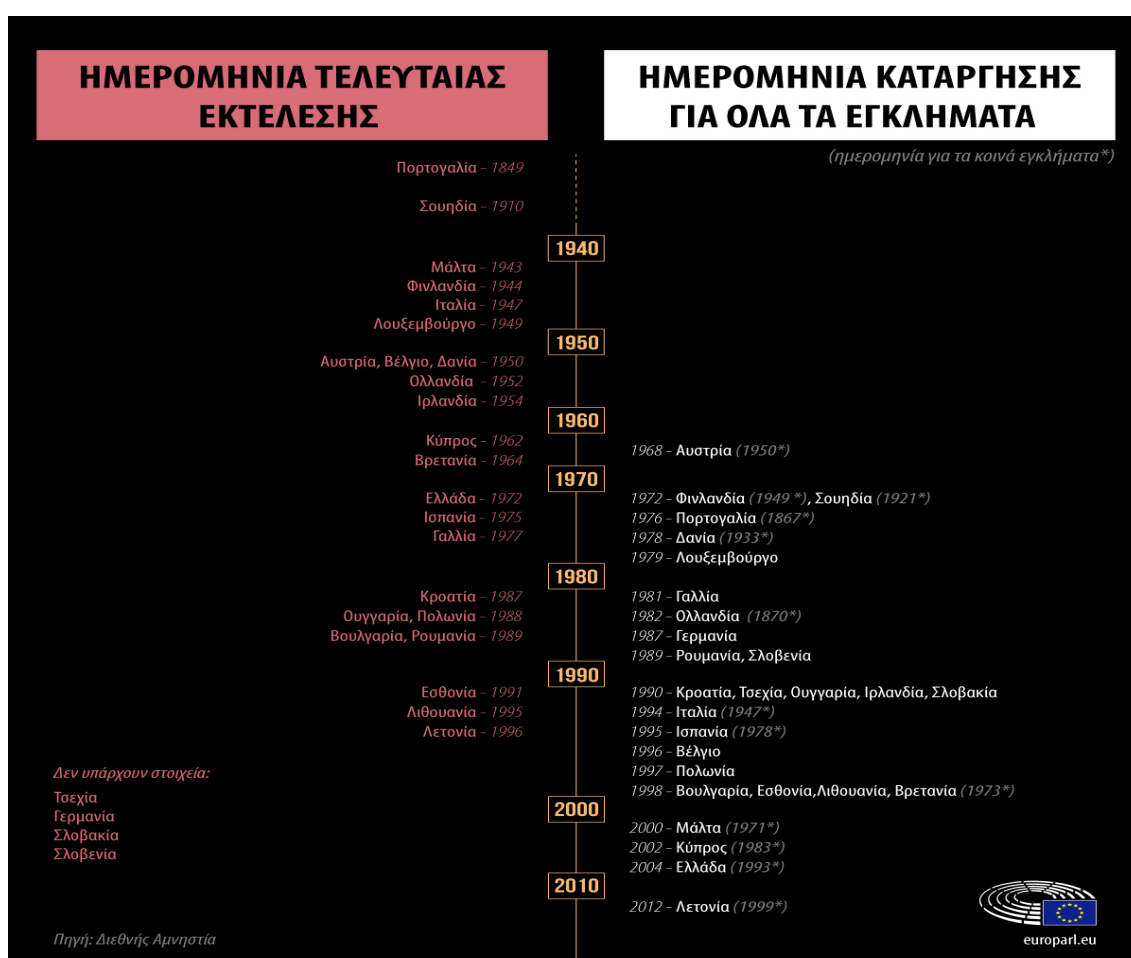 ΗΜΕΡΟΜΗΝΙΑ ΤΕΛΕΥΤΑΙΑΣ
ΕΚΤΕΛΕΣΗΣ
Πορτογαλία - 1849
Σουηδία - 1910
Μάλτα - 1943
Φινλανδία - 1944
Ιταλία - 1947
Λουξεμβούργο - 1949
Αυστρία, Βέλγιο, Δανία - 1950
Ολλανδία - 1952
Ιρλανδία - 1954
Κύπρος - 1962
Βρετανία - 1964
Ελλάδα - 1972
Ισπανία - 1975
Γαλλία - 1977
Κροατία - 1987
Ουγγαρία, Πολωνία - 1988
Βουλγαρία, Ρουμανία - 1989
Εσθονία - 1991
Λιθουανία - 1995
Λετονία - 1996
Δεν υπάρχουν στοιχεία:
Τσεχία
Γερμανία
Σλοβακία
Σλοβενία
Πηγή: Διεθνής Αμνηστία
1940
1950
1960
1970
1980
1990
2000
2010
ΗΜΕΡΟΜΗΝΙΑ ΚΑΤΑΡΓΗΣΗΣ
ΓΙΑ ΟΛΑ ΤΑ ΕΓΚΛΗΜΑΤΑ
(ημερομηνία για τα κοινά εγκλήματα*)
1968 - Αυστρία (1950*)
1972 - Φινλανδία (1949 *), Σουηδία (1921*)
1976 - Πορτογαλία (1867*)
1978 - Δανία (1933*)
1979 - Λουξεμβούργο
1981 - Γαλλία
1982 - Ολλανδία (1870*)
1987 - Γερμανία
1989 - Ρουμανία, Σλοβενία
1990 - Κροατία, Τσεχία, Ουγγαρία, Ιρλανδία, Σλοβακία
1994 - Ιταλία (1947*)
1995 - Ισπανία (1978*)
1996 - Βέλγιο
1997 - Πολωνία
1998 - Βουλγαρία, Εσθονία,Λιθουανία, Βρετανία (1973*)
2000 - Μάλτα (1971*)
2002 - Κύπρος (1983*)
2004 - Ελλάδα (1993*)
2012 - Λετονία (1999*)
europarl.eu